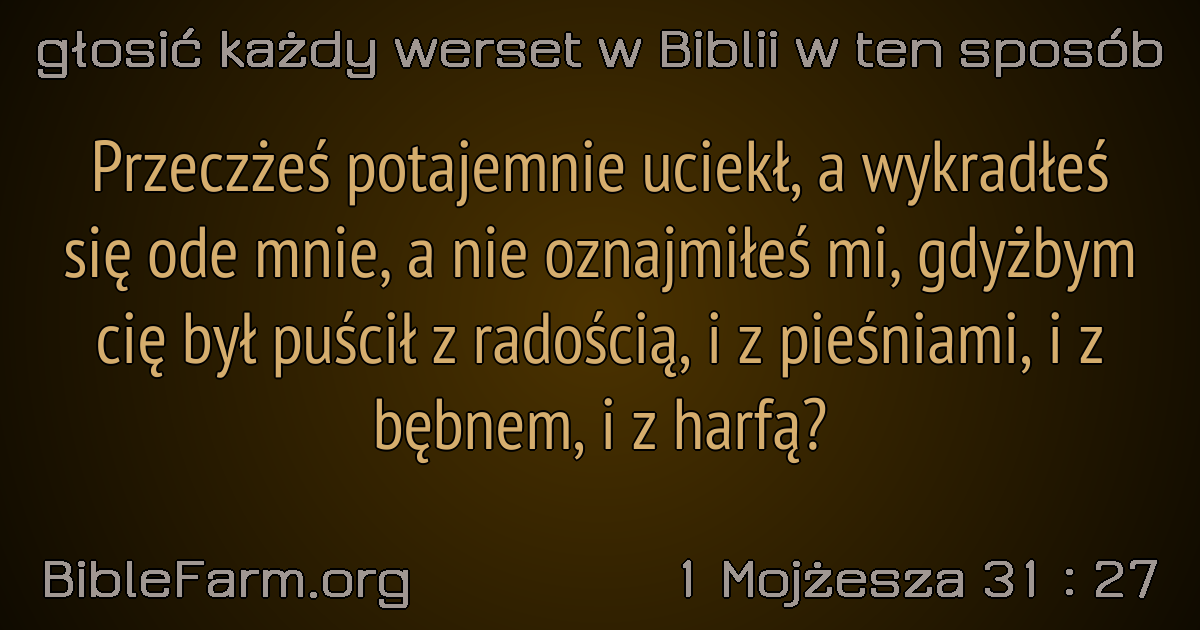 głosić każdy werset w Biblii w ten sposób
Przeczżeś potajemnie uciekł, a wykradłeś
się ode mnie, a nie oznajmiłeś mi, gdyżbym
cię był puścił z radością, i z pieśniami, i z
bębnem, i z harfą?
BibleFarm.org
1 Mojżesza 31 : 27